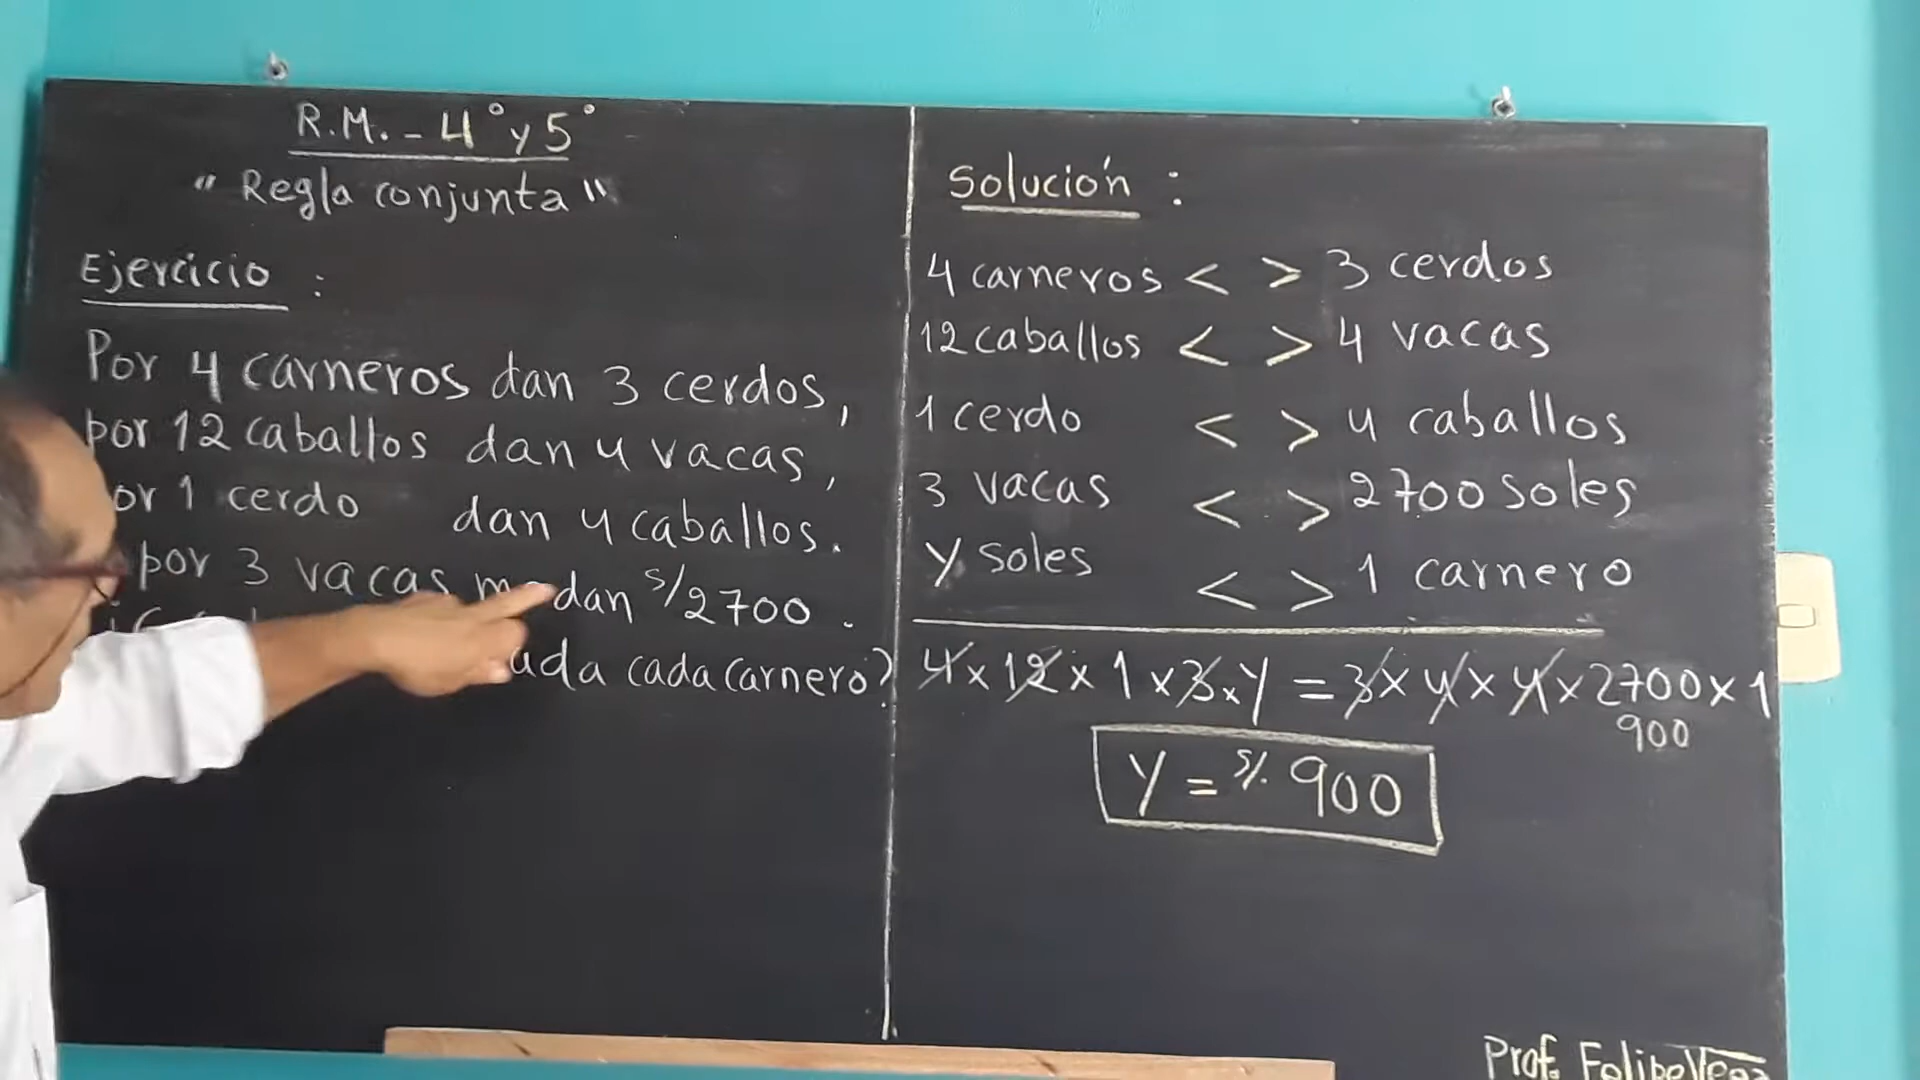 R.M. - 4° y 5°
"Regla conjunta"
Ejercicio :
Por 4 carneros dan 3 cerdos,
por 12 caballos dan 4 vacas,
por 1 cerdo dan 4 caballos.
por 3 vacas me dan s/2700.
cada carnero?
Solución :
4 carneros < > 3 cerdos
12 caballos < > 4 vacas
1 cerdo < > 4 caballos
3 vacas < > 2700 soles
y soles < > 1 carnero
4 x 12 x 1 x 3 x y = 3 x 4 x 4 x 2700 x 1
900
y = s/. 900
Prof.